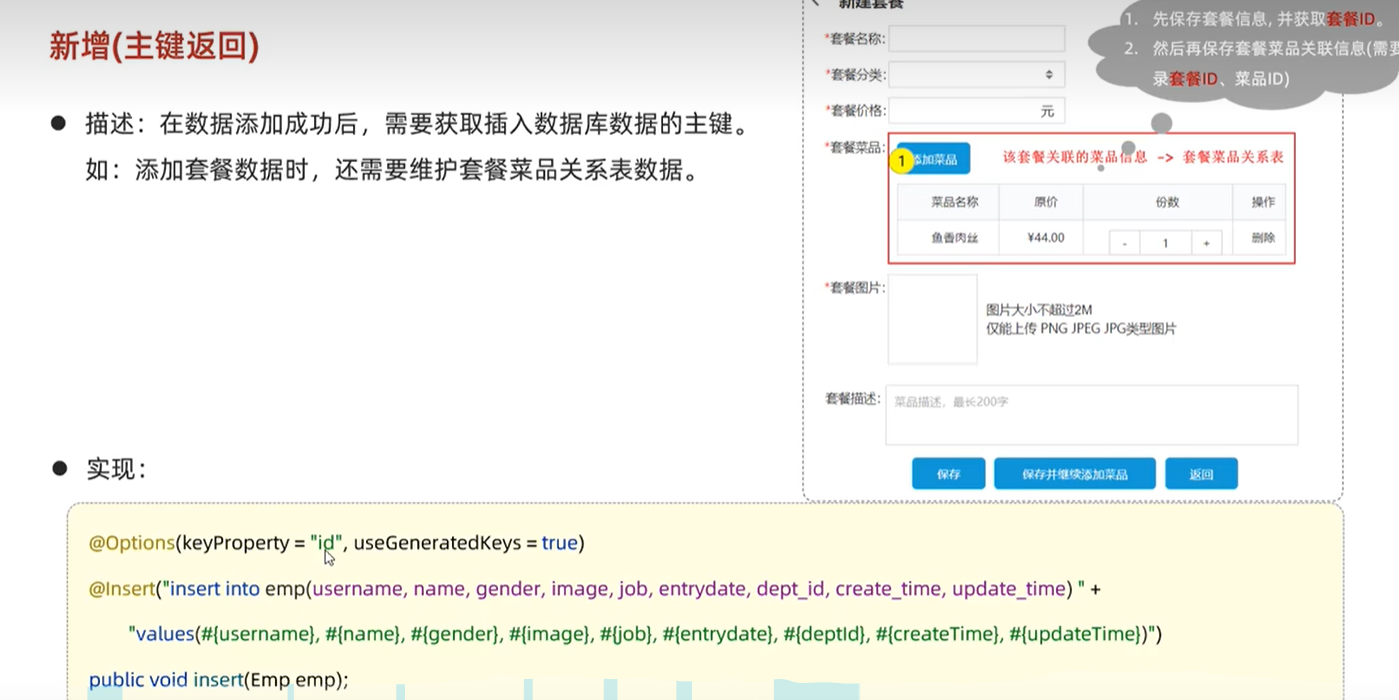 新增(主键返回)
描述：在数据添加成功后，需要获取插入数据库数据的主键。
如：添加套餐数据时，还需要维护套餐菜品关系表数据。
新建套餐
*套餐名称:
*套餐分类:
*套餐价格:
元
*套餐菜品:
1
添加菜品
该套餐关联的菜品信息 -> 套餐菜品关系表
菜品名称 原价 份数 操作
鱼香肉丝 ¥44.00 - 1 + 删除
*套餐图片:
图片大小不超过2M
仅能上传 PNG JPEG JPG类型图片
套餐描述:
菜品描述，最长200字
保存 保存并继续添加菜品 返回
1. 先保存套餐信息, 并获取套餐ID。
2. 然后再保存套餐菜品关联信息(需要
录套餐ID、菜品ID)
实现：
@Options(keyProperty = "id", useGeneratedKeys = true)
@Insert("insert into emp(username, name, gender, image, job, entrydate, dept_id, create_time, update_time) " +
"values(#{username}, #{name}, #{gender}, #{image}, #{job}, #{entrydate}, #{deptId}, #{createTime}, #{updateTime})")
public void insert(Emp emp);